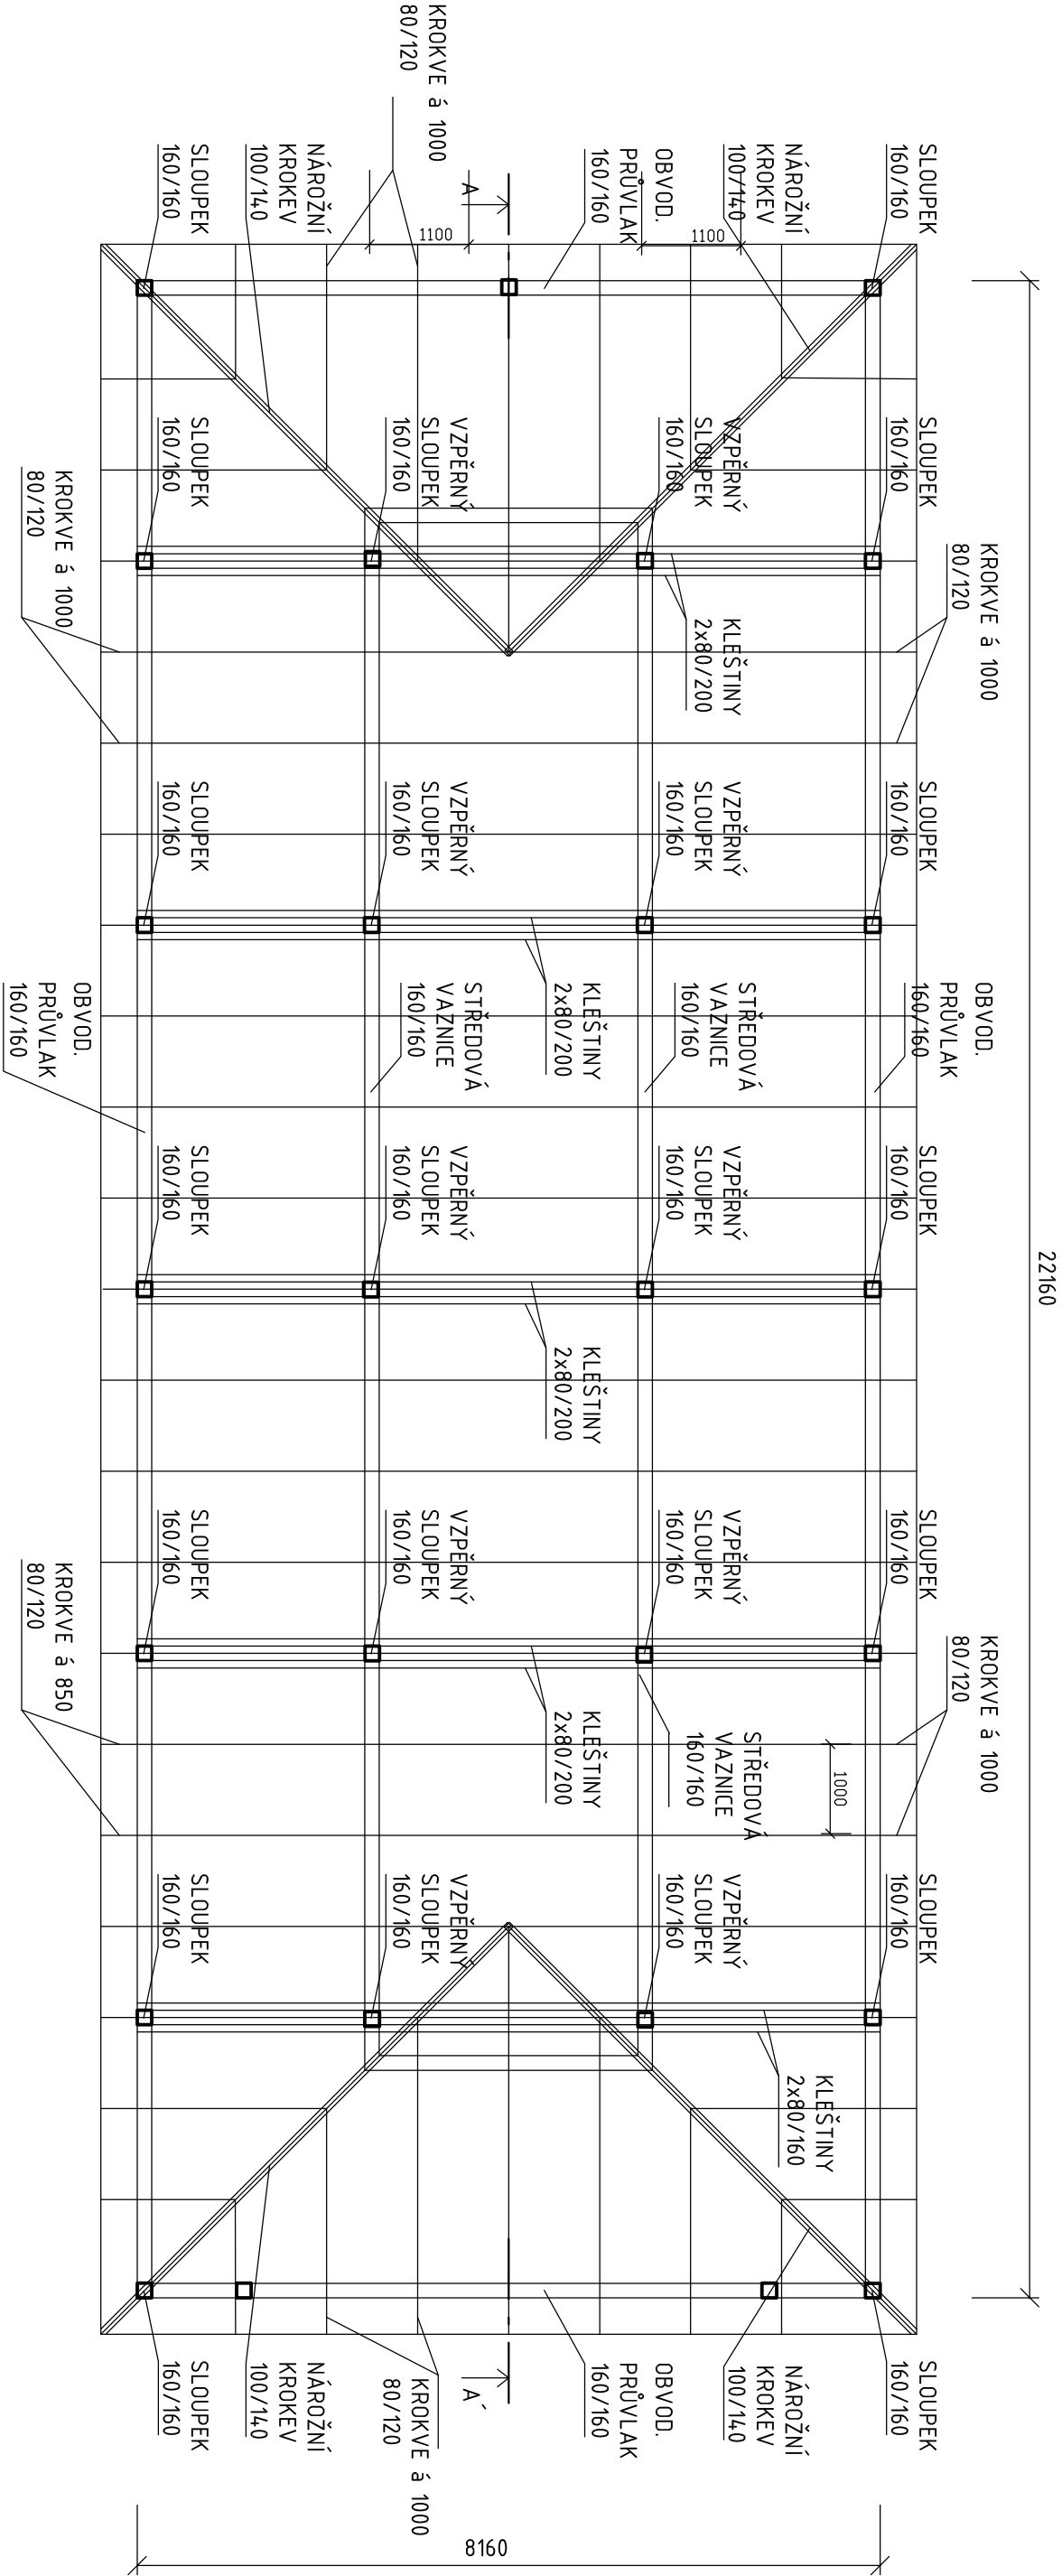 22160
KROKVE á 1000
80/120
OBVOD.
PRŮVLAK
160/160
KROKVE á 1000
80/120
SLOUPEK
160/160
SLOUPEK
160/160
SLOUPEK
160/160
SLOUPEK
160/160
SLOUPEK
160/160
SLOUPEK
160/160
SLOUPEK
160/160
1000
KLEŠTINY
2x80/160
NÁROŽNÍ
KROKEV
100/140
NÁROŽNÍ
KROKEV
100/140
1100
VZPĚRNÝ
SLOUPEK
160/160
KLEŠTINY
2x80/200
VZPĚRNÝ
SLOUPEK
160/160
STŘEDOVÁ
VAZNICE
160/160
VZPĚRNÝ
SLOUPEK
160/160
VZPĚRNÝ
SLOUPEK
160/160
STŘEDOVÁ
VAZNICE
160/160
VZPĚRNÝ
SLOUPEK
160/160
OBVOD.
PRŮVLAK
160/160
OBVOD.
PRŮVLAK
160/160
KLEŠTINY
2x80/200
KLEŠTINY
2x80/200
KLEŠTINY
2x80/200
8160
A
A´
VZPĚRNÝ
SLOUPEK
160/160
VZPĚRNÝ
SLOUPEK
160/160
STŘEDOVÁ
VAZNICE
160/160
VZPĚRNÝ
SLOUPEK
160/160
VZPĚRNÝ
SLOUPEK
160/160
VZPĚRNÝ
SLOUPEK
160/160
KROKVE á 1000
80/120
1100
KROKVE á 1000
80/120
NÁROŽNÍ
KROKEV
100/140
NÁROŽNÍ
KROKEV
100/140
SLOUPEK
160/160
SLOUPEK
160/160
SLOUPEK
160/160
SLOUPEK
160/160
SLOUPEK
160/160
SLOUPEK
160/160
SLOUPEK
160/160
KROKVE á 1000
80/120
OBVOD.
PRŮVLAK
160/160
KROKVE á 850
80/120